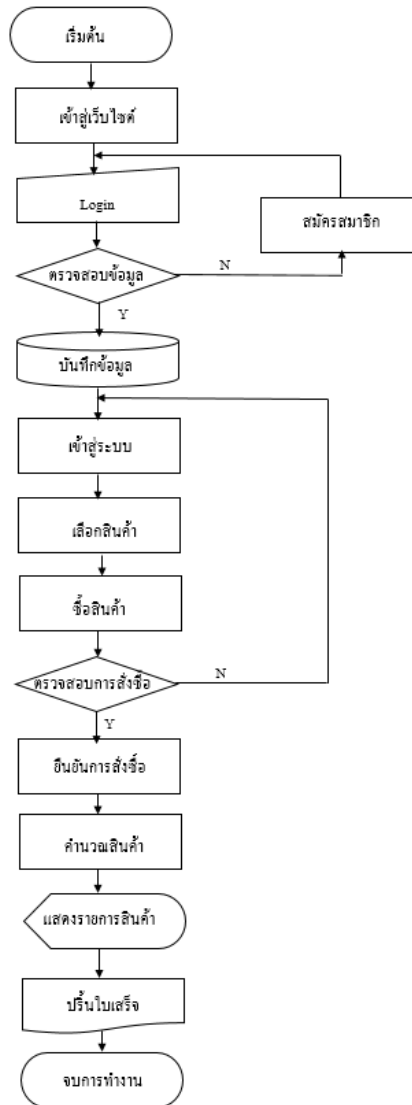 เริ่มต้น
เข้าสู่เว็บไซต์
Login
สมัครสมาชิก
ตรวจสอบข้อมูล
N
Y
บันทึกข้อมูล
เข้าสู่ระบบ
เลือกสินค้า
ซื้อสินค้า
ตรวจสอบการสั่งซื้อ
N
Y
ยืนยันการสั่งซื้อ
คำนวณสินค้า
แสดงรายการสินค้า
ปริ้นใบเสร็จ
จบการทำงาน